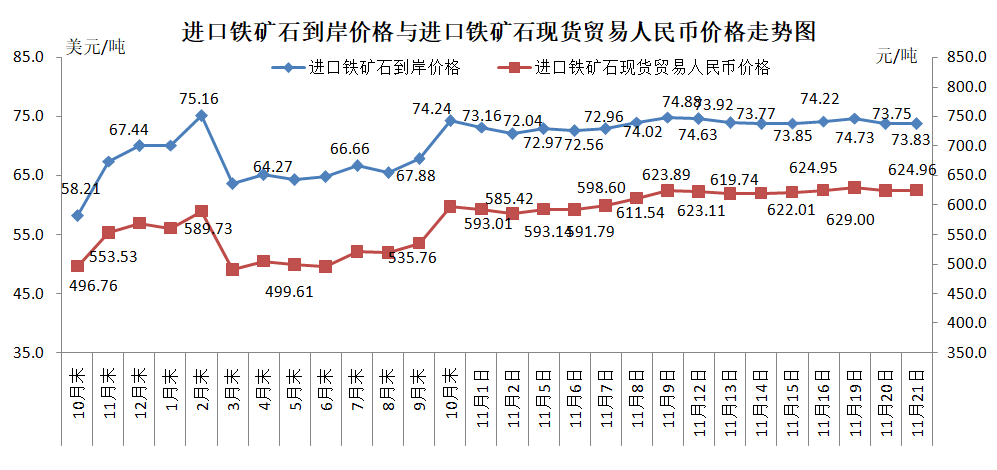 进口铁矿石到岸价格与进口铁矿石现货贸易人民币价格走势图
美元/吨
元/吨
进口铁矿石到岸价格
进口铁矿石现货贸易人民币价格
85.0
75.0
65.0
55.0
45.0
35.0
850.0
800.0
750.0
700.0
650.0
600.0
550.0
500.0
450.0
400.0
350.0
58.21
67.44
75.16
64.27
66.66
67.88
74.24
73.16
72.04
72.97
72.56
72.96
74.02
74.88
74.63
73.92
73.77
73.85
74.22
74.73
73.75
73.83
496.76
553.53
589.73
499.61
535.76
593.01
585.42
593.14
591.79
598.60
611.54
623.89
623.11
619.74
622.01
624.95
629.00
624.96
10月末
11月末
12月末
1月末
2月末
3月末
4月末
5月末
6月末
7月末
8月末
9月末
10月末
11月1日
11月2日
11月5日
11月6日
11月7日
11月8日
11月9日
11月12日
11月13日
11月14日
11月15日
11月16日
11月19日
11月20日
11月21日